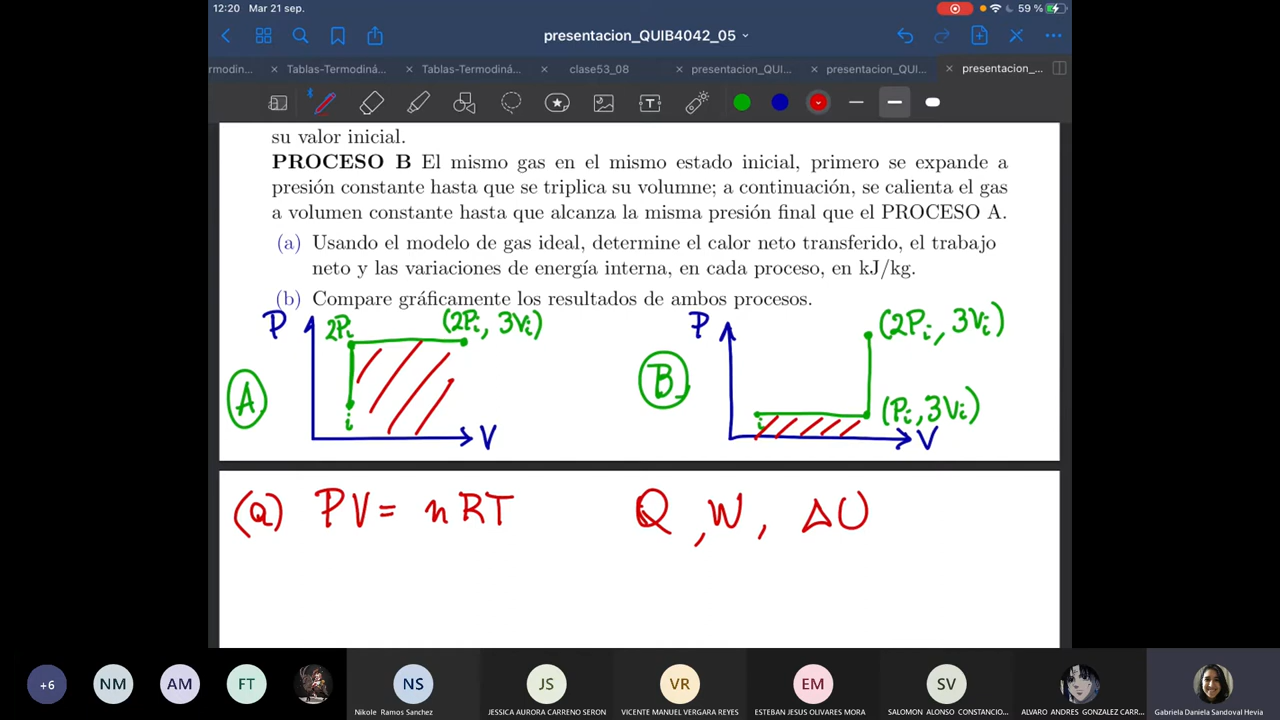 12:20 Mar 21 sep. 59 %
presentacion_QUIB4042_05
rmodin... Tablas-Termodiná... Tablas-Termodiná... clase53_08 presentacion_QUI... presentacion_QUI... presentacion_...
su valor inicial.
PROCESO B El mismo gas en el mismo estado inicial, primero se expande a
presión constante hasta que se triplica su volumne; a continuación, se calienta el gas
a volumen constante hasta que alcanza la misma presión final que el PROCESO A.
(a) Usando el modelo de gas ideal, determine el calor neto transferido, el trabajo
neto y las variaciones de energía interna, en cada proceso, en kJ/kg.
(b) Compare gráficamente los resultados de ambos procesos.
P 2Pi (2Pi, 3Vi) P (2Pi, 3Vi)
A i V B i (Pi, 3Vi) V
(a) PV = nRT Q, W, ΔU
+6 NM AM FT NS JS VR EM SV
Nikole Ramos Sanchez JESSICA AURORA CARREÑO SERON VICENTE MANUEL VERGARA REYES ESTEBAN JESUS OLIVARES MORA SALOMON ALONSO CONSTANCIO... ALVARO ANDRES GONZALEZ CARR... Gabriela Daniela Sandoval Hevia